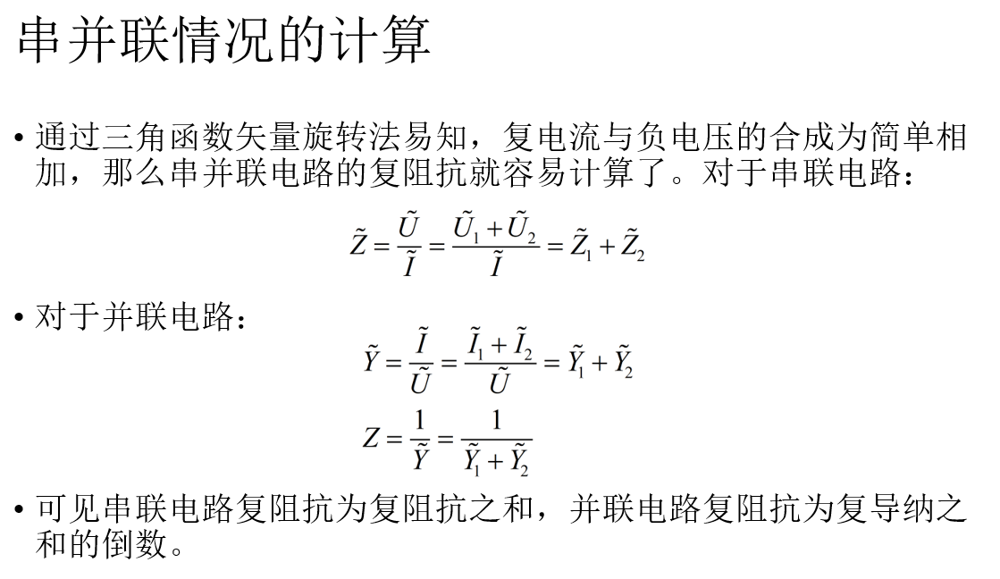 串并联情况的计算
• 通过三角函数矢量旋转法易知，复电流与负电压的合成为简单相
加，那么串并联电路的复阻抗就容易计算了。对于串联电路：
$\tilde{Z} = \frac{\tilde{U}}{\tilde{I}} = \frac{\tilde{U}_1 + \tilde{U}_2}{\tilde{I}} = \tilde{Z}_1 + \tilde{Z}_2$
• 对于并联电路：
$\tilde{Y} = \frac{\tilde{I}}{\tilde{U}} = \frac{\tilde{I}_1 + \tilde{I}_2}{\tilde{U}} = \tilde{Y}_1 + \tilde{Y}_2$
$Z = \frac{1}{\tilde{Y}} = \frac{1}{\tilde{Y}_1 + \tilde{Y}_2}$
• 可见串联电路复阻抗为复阻抗之和，并联电路复阻抗为复导纳之
和的倒数。